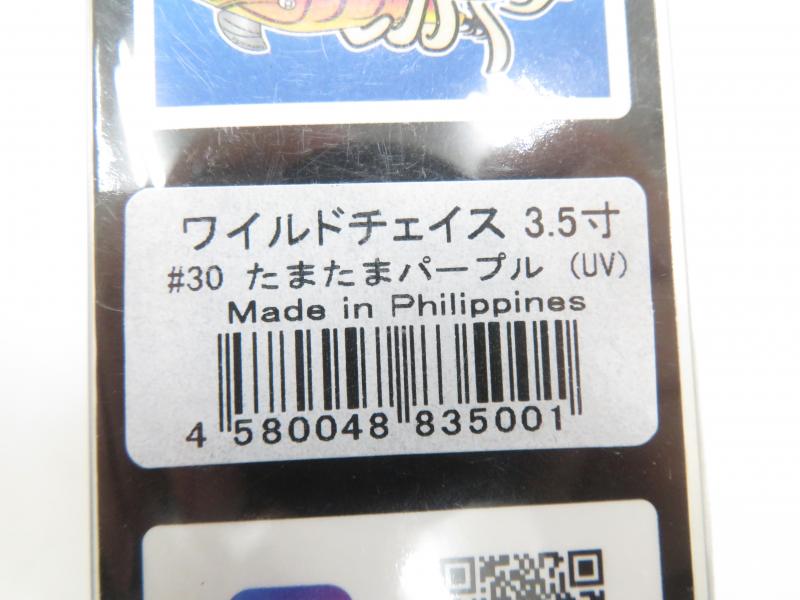 ワイルドチェイス 3.5寸
#30 たまたまパープル (UV)
Made in Philippines
4 580048 835001